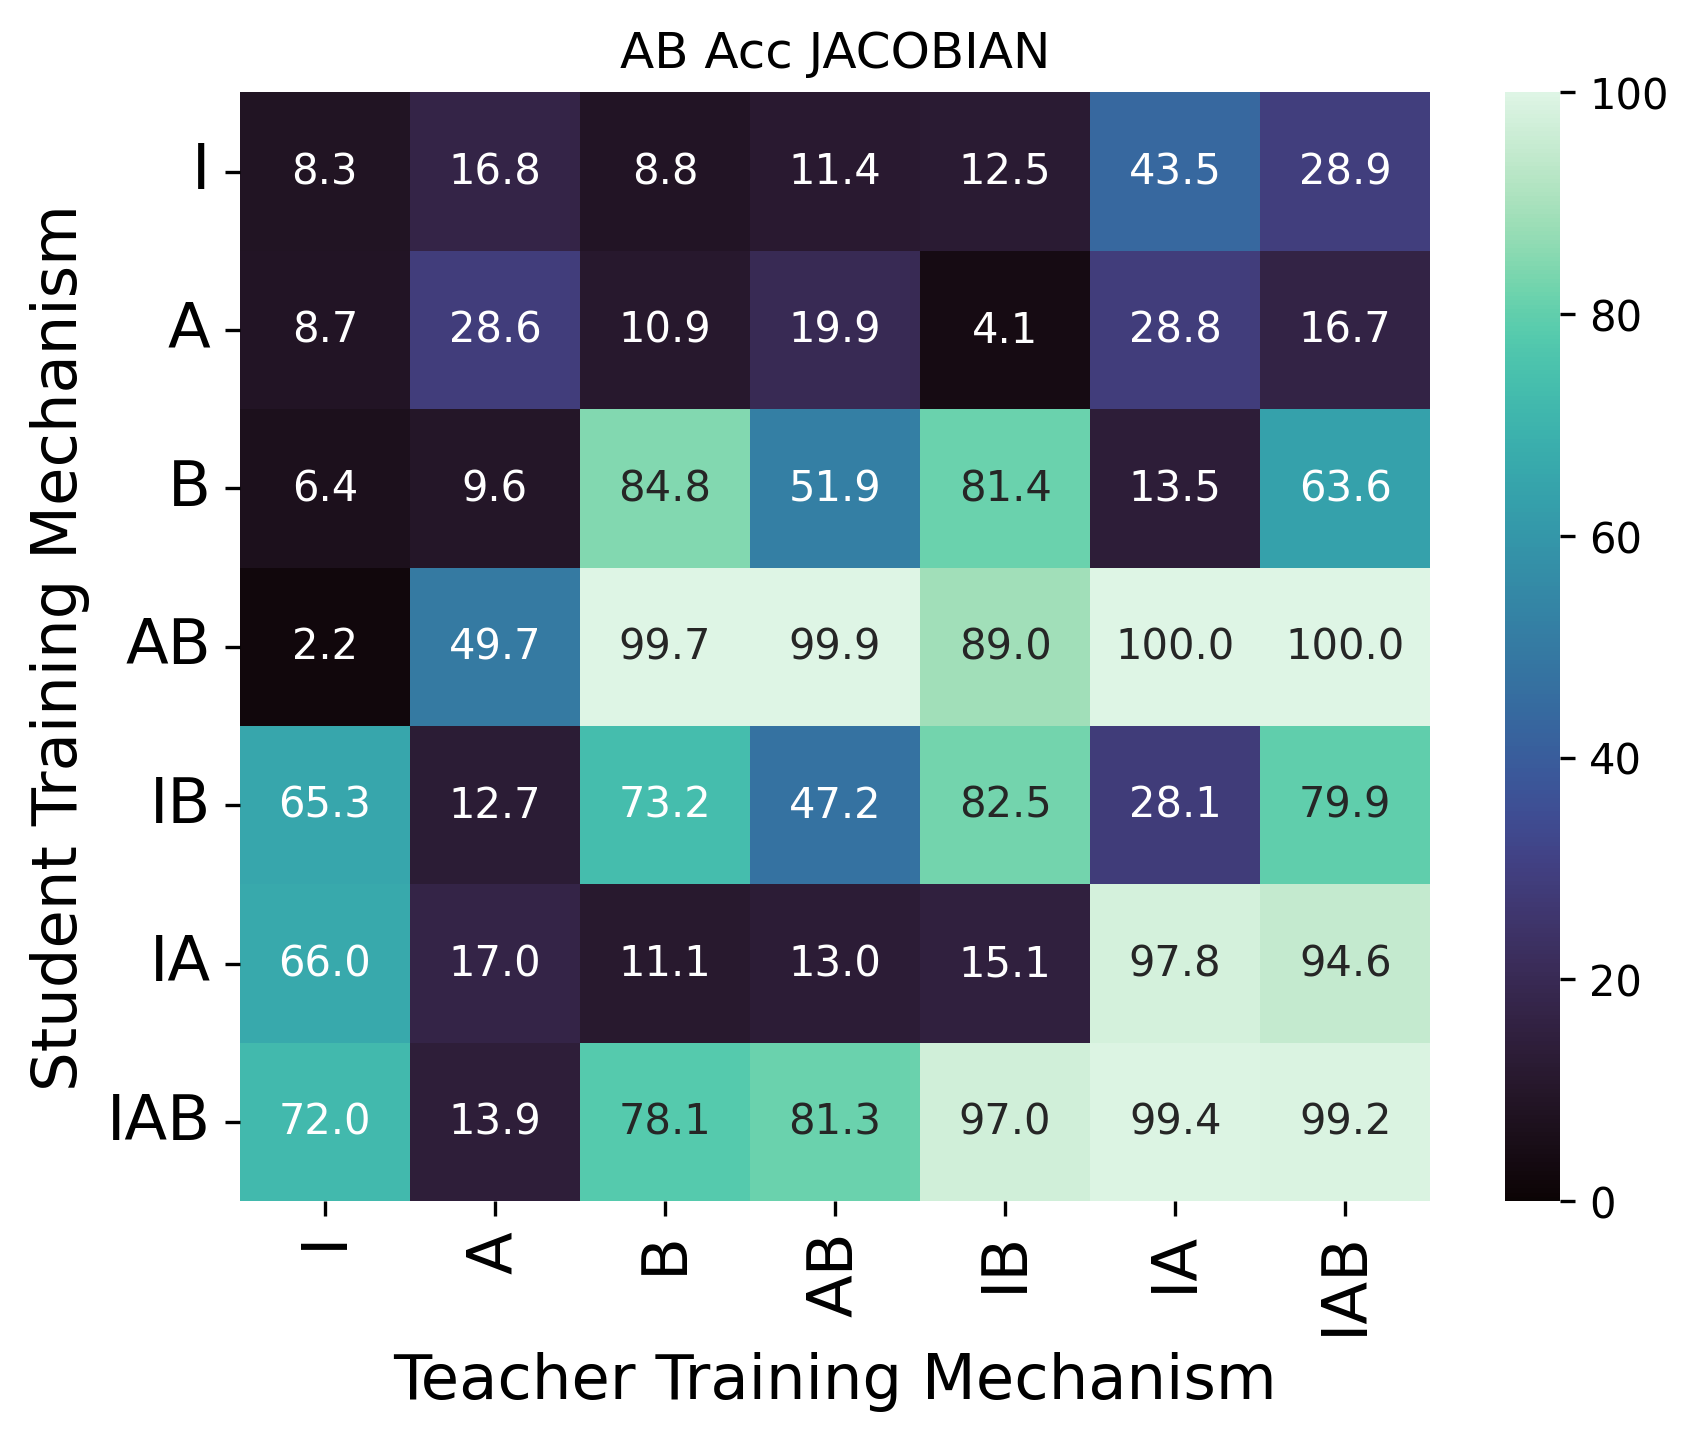 AB Acc JACOBIAN
Student Training Mechanism
I 8.3 16.8 8.8 11.4 12.5 43.5 28.9
A 8.7 28.6 10.9 19.9 4.1 28.8 16.7
B 6.4 9.6 84.8 51.9 81.4 13.5 63.6
AB 2.2 49.7 99.7 99.9 89.0 100.0 100.0
IB 65.3 12.7 73.2 47.2 82.5 28.1 79.9
IA 66.0 17.0 11.1 13.0 15.1 97.8 94.6
IAB 72.0 13.9 78.1 81.3 97.0 99.4 99.2
I A B AB IB IA IAB
Teacher Training Mechanism
100
80
60
40
20
0